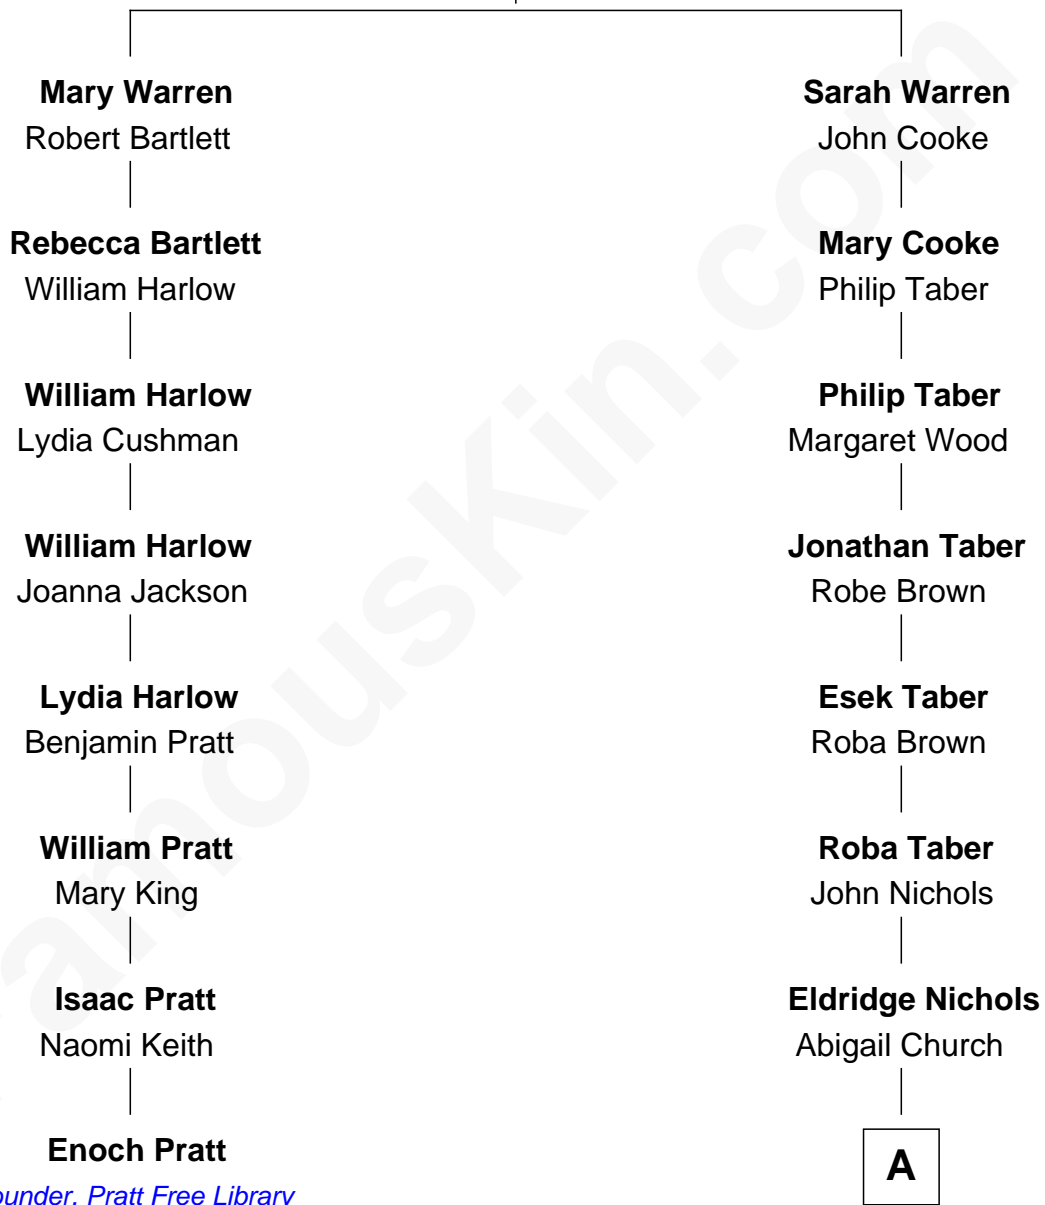 Mary Warren
Robert Bartlett
Rebecca Bartlett
William Harlow
William Harlow
Lydia Cushman
William Harlow
Joanna Jackson
Lydia Harlow
Benjamin Pratt
William Pratt
Mary King
Isaac Pratt
Naomi Keith
Enoch Pratt
ounder, Pratt Free Library
Sarah Warren
John Cooke
Mary Cooke
Philip Taber
Philip Taber
Margaret Wood
Jonathan Taber
Robe Brown
Esek Taber
Roba Brown
Roba Taber
John Nichols
Eldridge Nichols
Abigail Church
A
amouskin.com